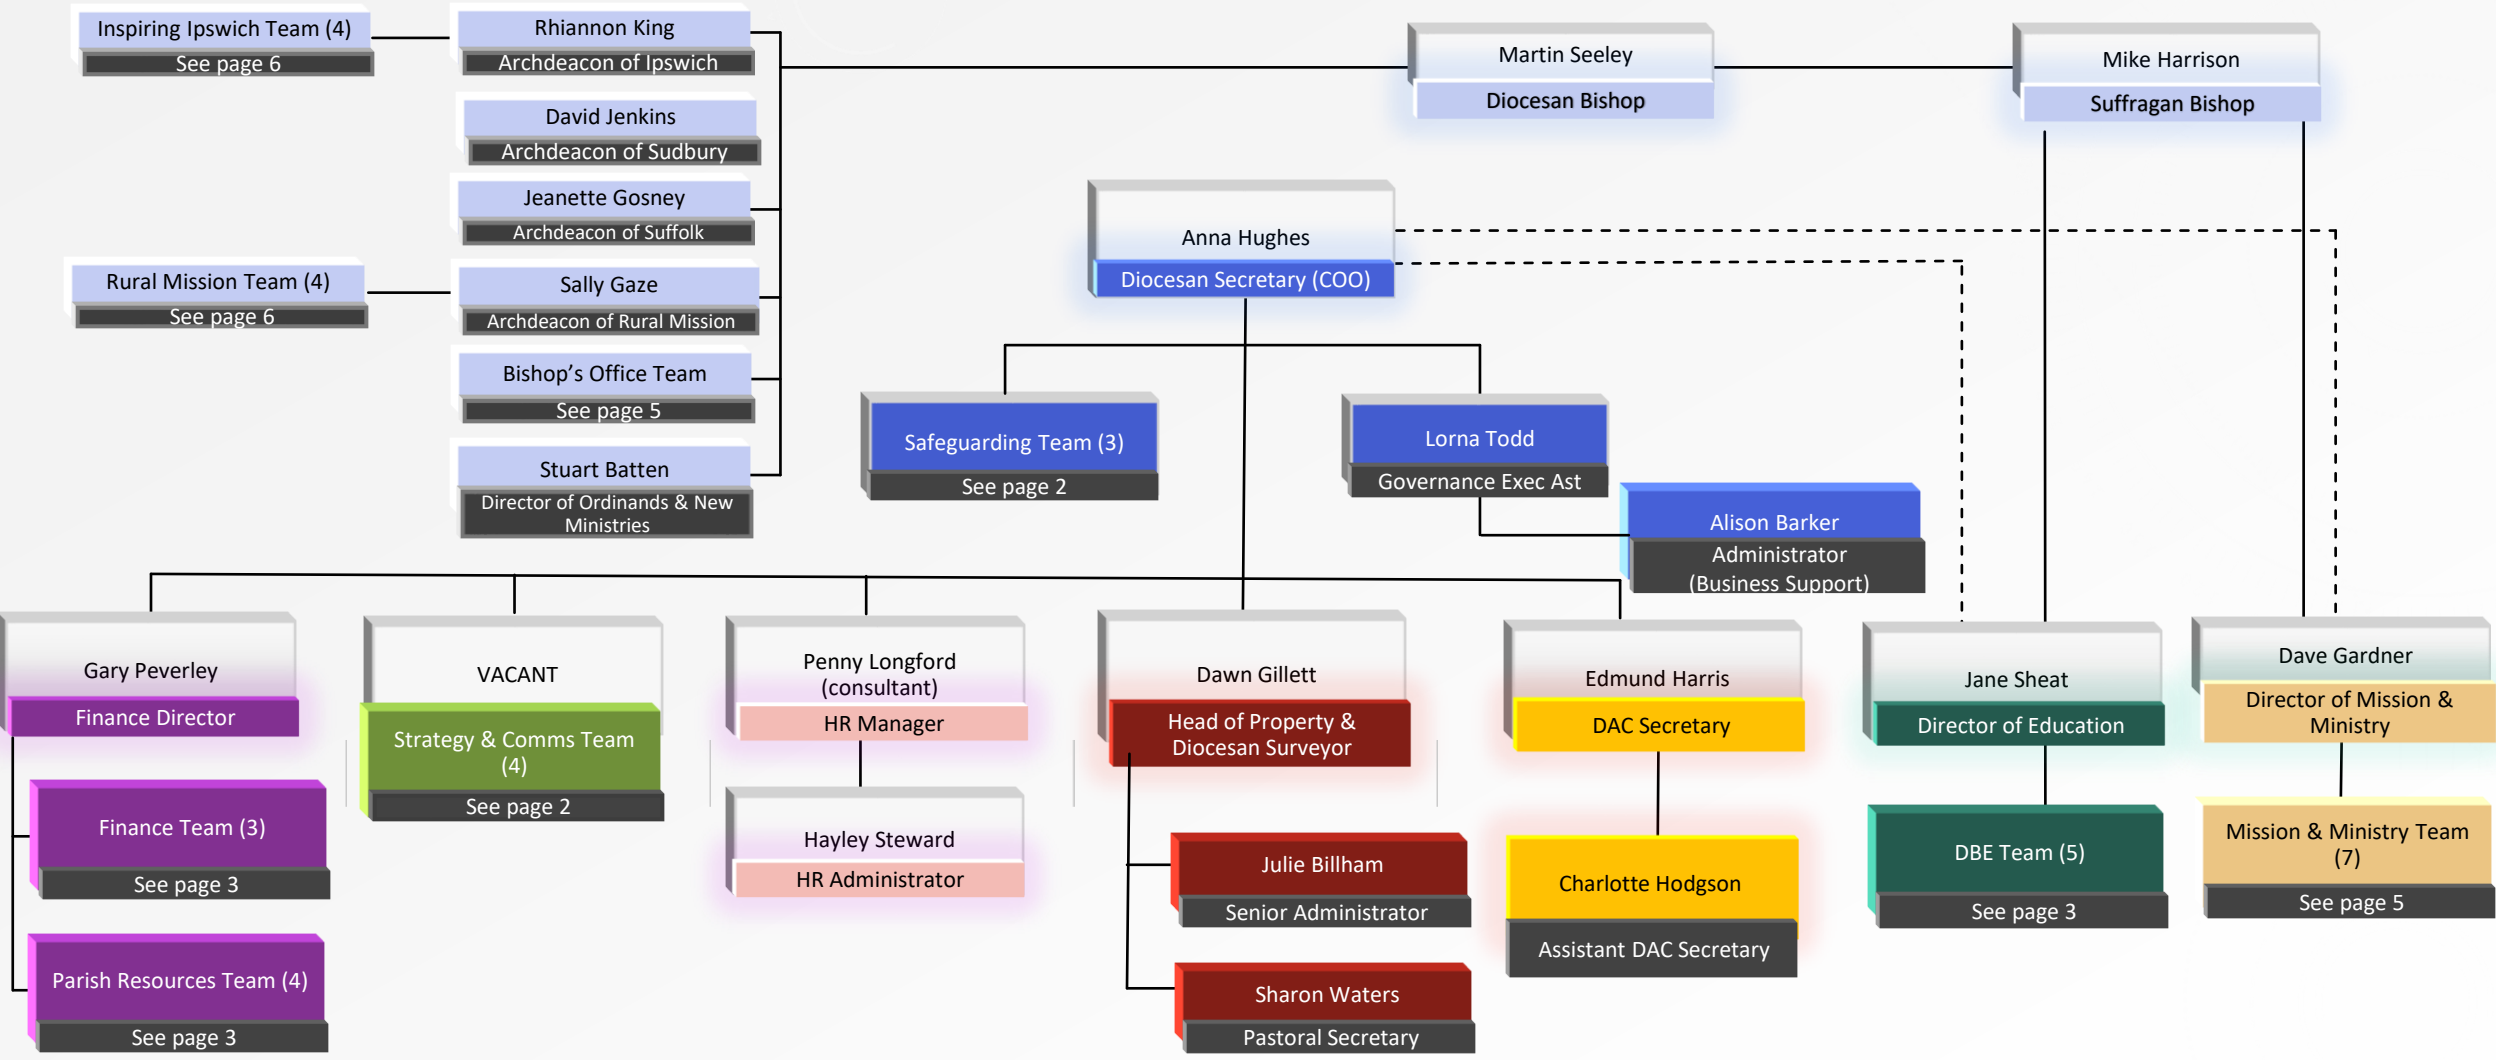 Inspiring Ipswich Team (4)
See page 6
Rhiannon King
Archdeacon of Ipswich
Martin Seeley
Diocesan Bishop
Mike Harrison
Suffragan Bishop
David Jenkins
Archdeacon of Sudbury
Jeanette Gosney
Archdeacon of Suffolk
Anna Hughes
Diocesan Secretary (COO)
Rural Mission Team (4)
See page 6
Sally Gaze
Archdeacon of Rural Mission
Bishop’s Office Team
See page 5
Stuart Batten
Director of Ordinands & New
Ministries
Safeguarding Team (3)
See page 2
Lorna Todd
Governance Exec Ast
Alison Barker
Administrator
(Business Support)
Gary Peverley
Finance Director
VACANT
Strategy & Comms Team
(4)
See page 2
Penny Longford
(consultant)
HR Manager
Dawn Gillett
Head of Property &
Diocesan Surveyor
Edmund Harris
DAC Secretary
Jane Sheat
Director of Education
Dave Gardner
Director of Mission &
Ministry
Finance Team (3)
See page 3
Hayley Steward
HR Administrator
Julie Billham
Senior Administrator
Charlotte Hodgson
Assistant DAC Secretary
DBE Team (5)
See page 3
Mission & Ministry Team
(7)
See page 5
Parish Resources Team (4)
See page 3
Sharon Waters
Pastoral Secretary